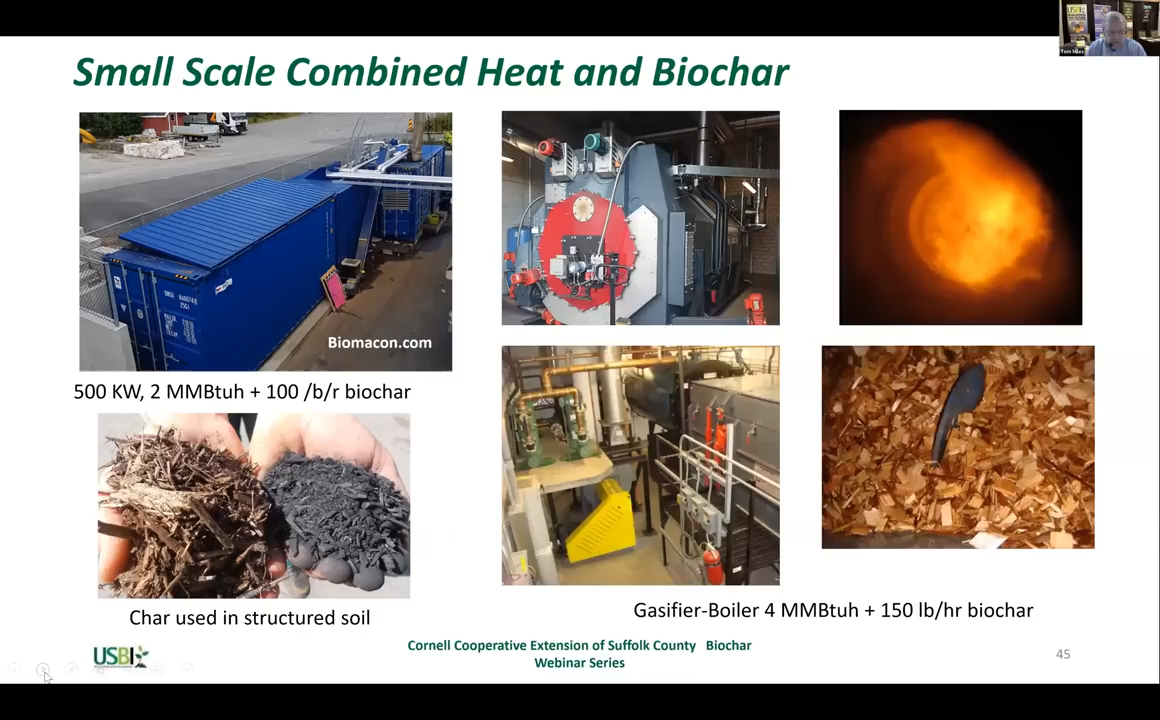 Tom Miles
Small Scale Combined Heat and Biochar
Biomacon.com
500 KW, 2 MMBtuh + 100 /b/r biochar
Char used in structured soil
Gasifier-Boiler 4 MMBtuh + 150 lb/hr biochar
USBI
Cornell Cooperative Extension of Suffolk County Biochar
Webinar Series
45